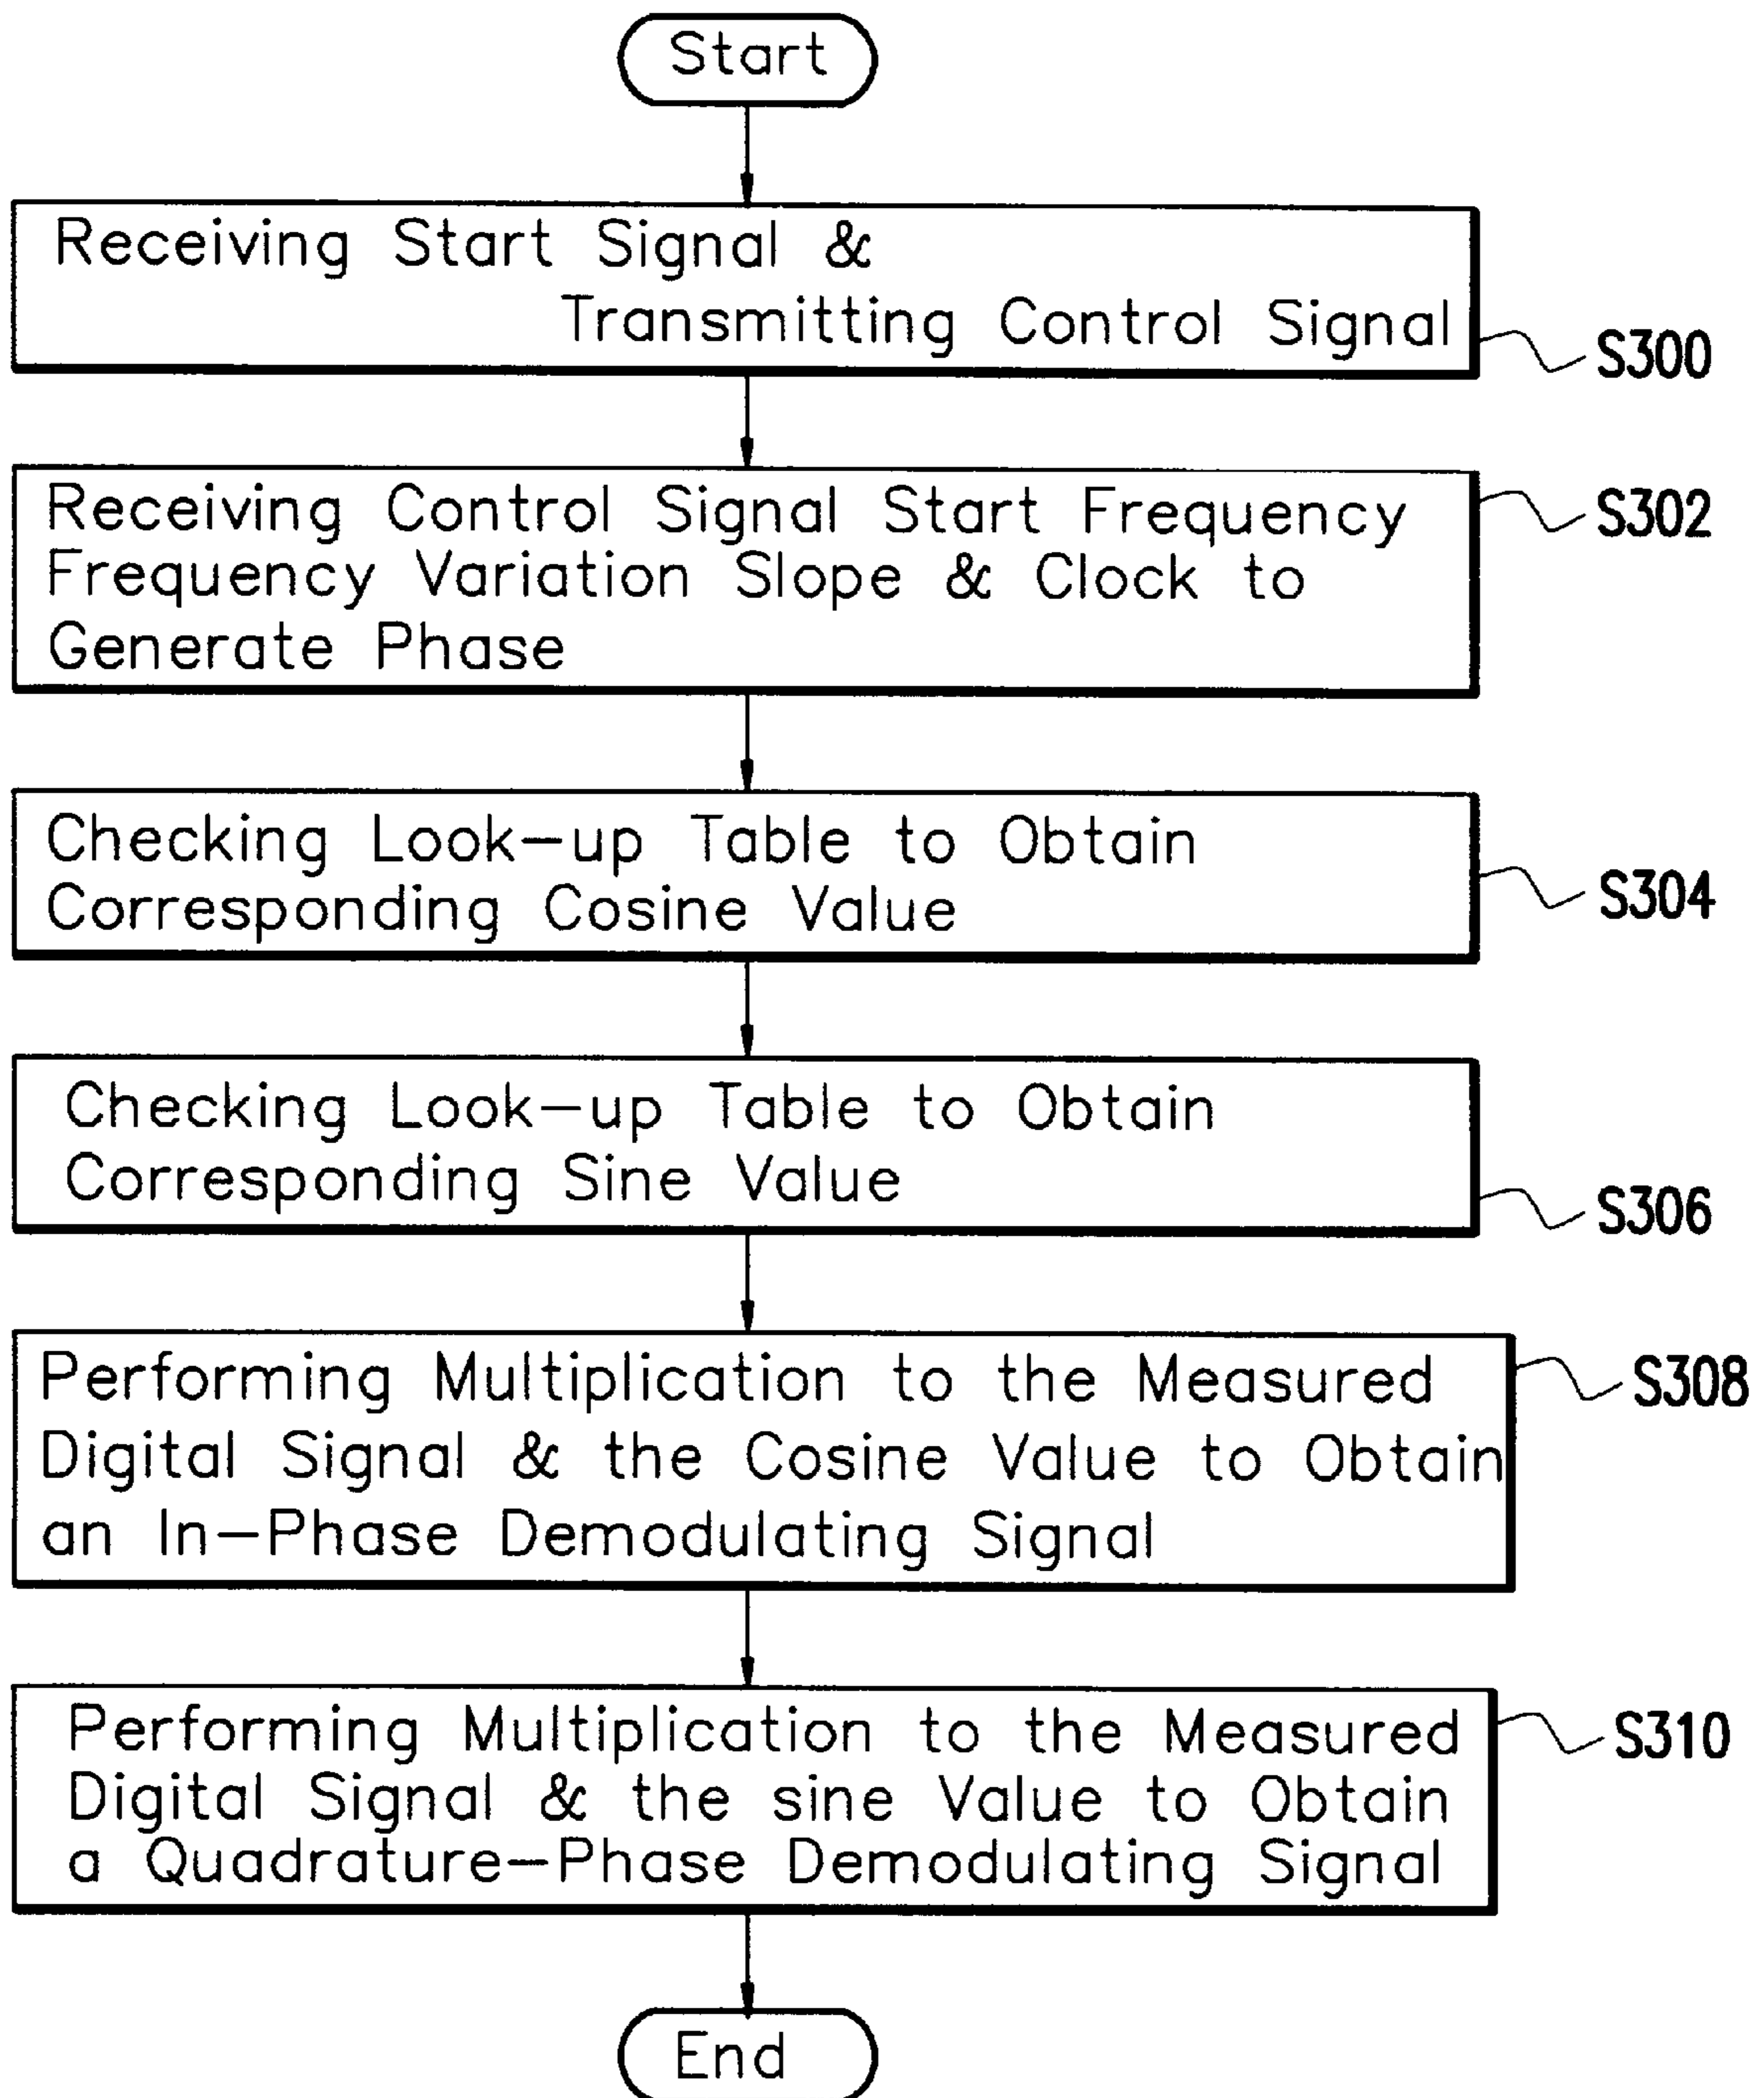 Start
Receiving Start Signal &
Transmitting Control Signal
S300
Receiving Control Signal Start Frequency
Frequency Variation Slope & Clock to
Generate Phase
S302
Checking Look-up Table to Obtain
Corresponding Cosine Value
S304
Checking Look-up Table to Obtain
Corresponding Sine Value
S306
Performing Multiplication to the Measured
Digital Signal & the Cosine Value to Obtain
an In-Phase Demodulating Signal
S308
Performing Multiplication to the Measured
Digital Signal & the sine Value to Obtain
a Quadrature-Phase Demodulating Signal
S310
End